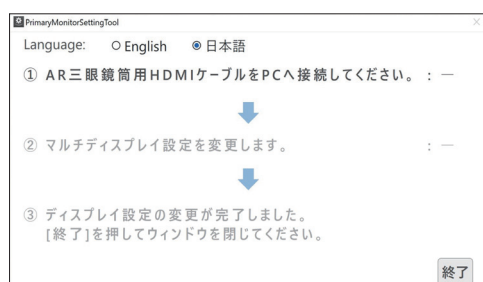 PrimaryMonitorSettingTool
Language: English 日本語
① AR三眼鏡筒用HDMIケーブルをPCへ接続してください。 : —
② マルチディスプレイ設定を変更します。 : —
③ ディスプレイ設定の変更が完了しました。
[終了]を押してウィンドウを閉じてください。
終了